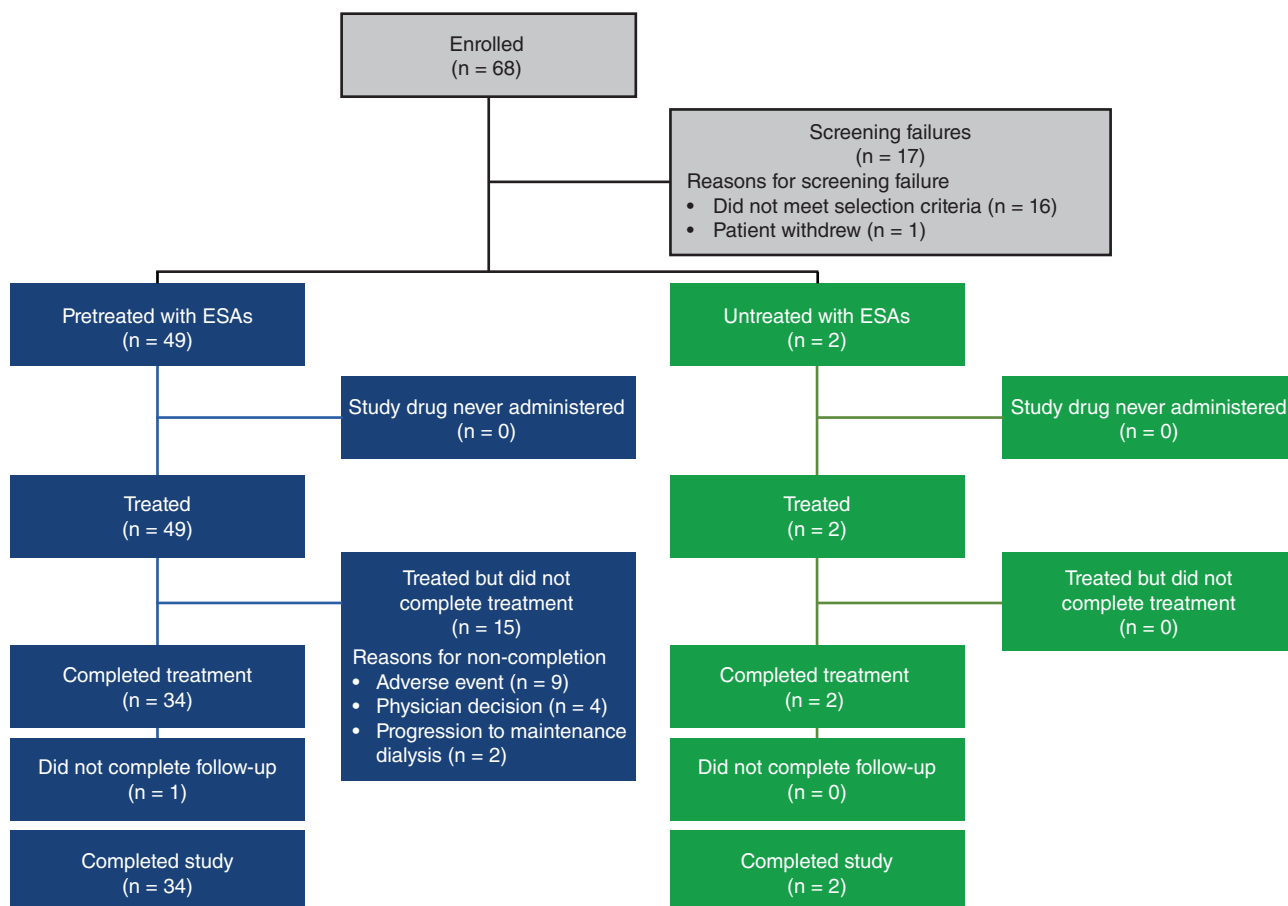 Enrolled
(n = 68)
Screening failures
(n = 17)
Reasons for screening failure
• Did not meet selection criteria (n = 16)
• Patient withdrew (n = 1)
Pretreated with ESAs
(n = 49)
Untreated with ESAs
(n = 2)
Study drug never administered
(n = 0)
Study drug never administered
(n = 0)
Treated
(n = 49)
Treated
(n = 2)
Treated but did not
complete treatment
(n = 15)
Reasons for non-completion
• Adverse event (n = 9)
• Physician decision (n = 4)
• Progression to maintenance
dialysis (n = 2)
Treated but did not
complete treatment
(n = 0)
Completed treatment
(n = 34)
Completed treatment
(n = 2)
Did not complete follow-up
(n = 1)
Did not complete follow-up
(n = 0)
Completed study
(n = 34)
Completed study
(n = 2)